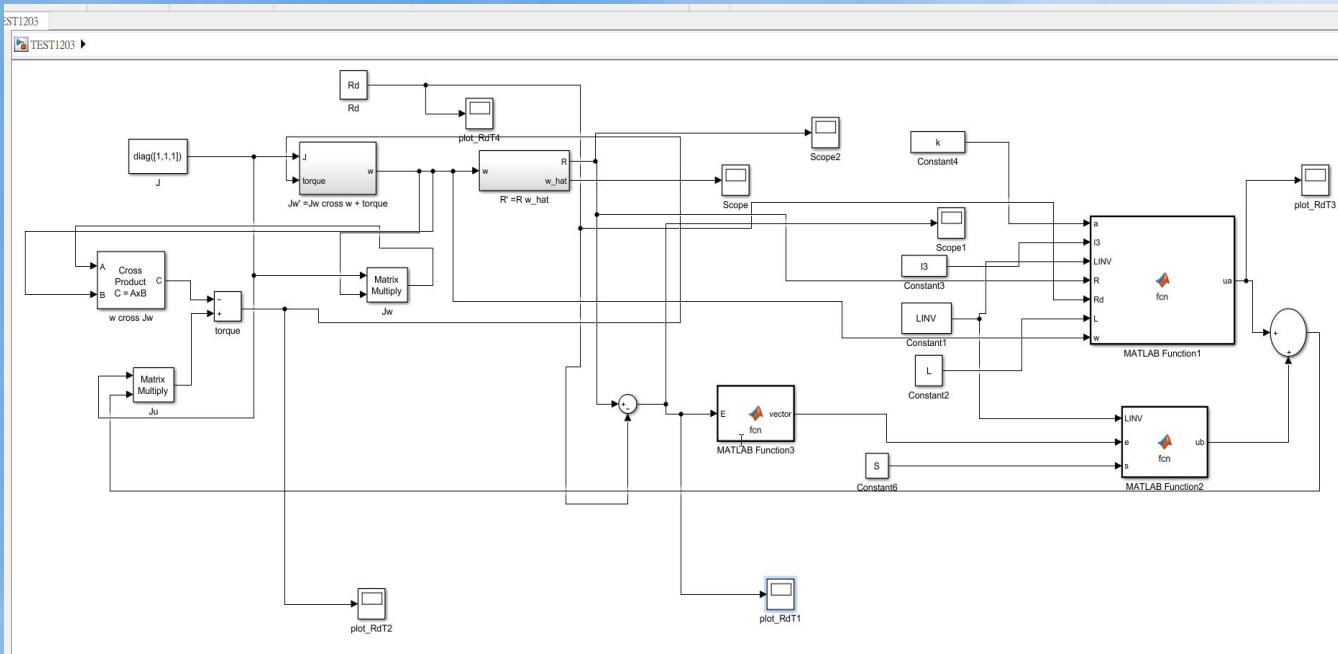 EST1203
TEST1203
Rd
Rd
plot_RdT4
diag([1,1,1])
J
J
torque
w
Jw' =Jw cross w + torque
w
R
w_hat
R' =R w_hat
Scope2
Scope
k
Constant4
Scope1
plot_RdT3
I3
Constant3
LINV
Constant1
L
Constant2
a
I3
LINV
R
Rd
L
w
fcn
ua
MATLAB Function1
+
+
A
B
Cross
Product
C = AxB
C
w cross Jw
Matrix
Multiply
Jw
−
+
torque
Matrix
Multiply
Ju
+
−
E
fcn
vector
MATLAB Function3
S
Constant6
LINV
e
s
fcn
ub
MATLAB Function2
plot_RdT2
plot_RdT1